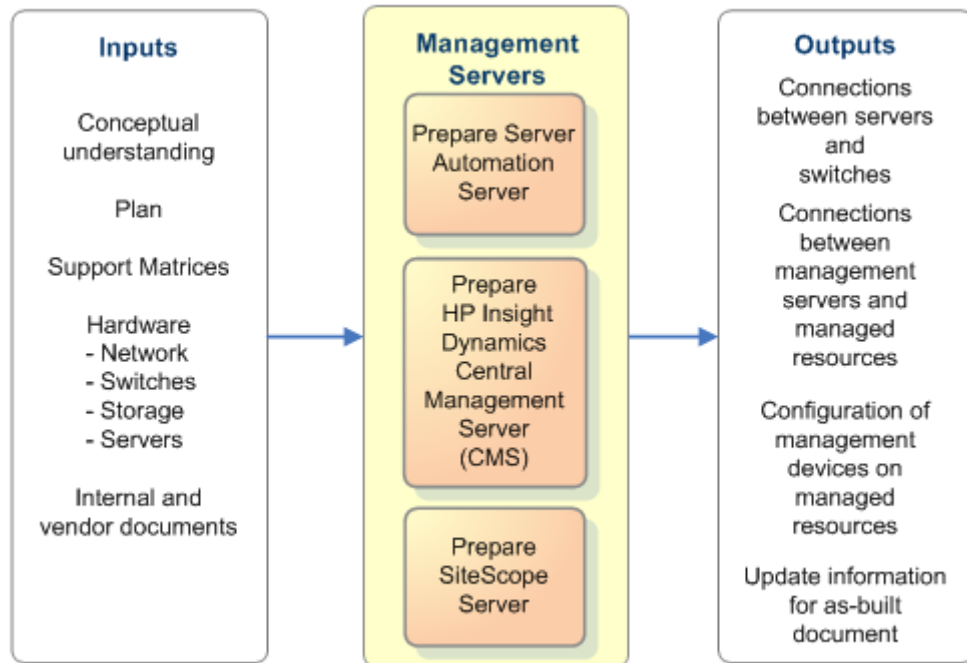 Inputs
Conceptual
understanding
Plan
Support Matrices
Hardware
- Network
- Switches
- Storage
- Servers
Internal and
vendor documents
Management
Servers
Prepare Server
Automation
Server
Prepare
HP Insight
Dynamics
Central
Management
Server
(CMS)
Prepare
SiteScope
Server
Outputs
Connections
between servers
and
switches
Connections
between
management
servers and
managed
resources
Configuration of
management
devices on
managed
resources
Update information
for as-built
document